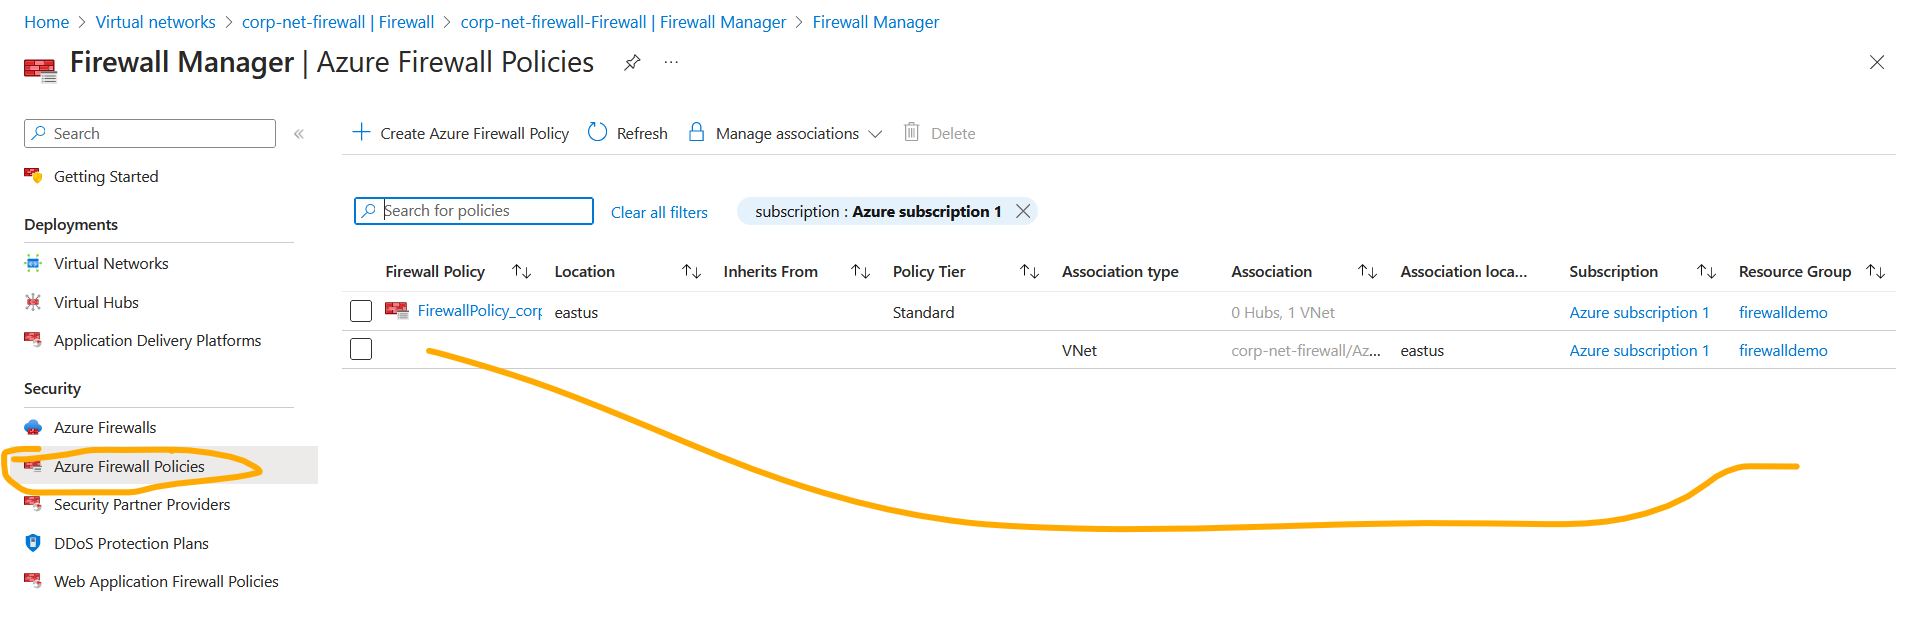 Home > Virtual networks > corp-net-firewall | Firewall > corp-net-firewall-Firewall | Firewall Manager > Firewall Manager
Firewall Manager | Azure Firewall Policies
Search
Getting Started
Deployments
Virtual Networks
Virtual Hubs
Application Delivery Platforms
Security
Azure Firewalls
Azure Firewall Policies
Security Partner Providers
DDoS Protection Plans
Web Application Firewall Policies
Create Azure Firewall Policy Refresh Manage associations Delete
Search for policies Clear all filters subscription : Azure subscription 1
Firewall Policy Location Inherits From Policy Tier Association type Association Association loca... Subscription Resource Group
FirewallPolicy_corp eastus Standard 0 Hubs, 1 VNet Azure subscription 1 firewalldemo
VNet corp-net-firewall/Az... eastus Azure subscription 1 firewalldemo